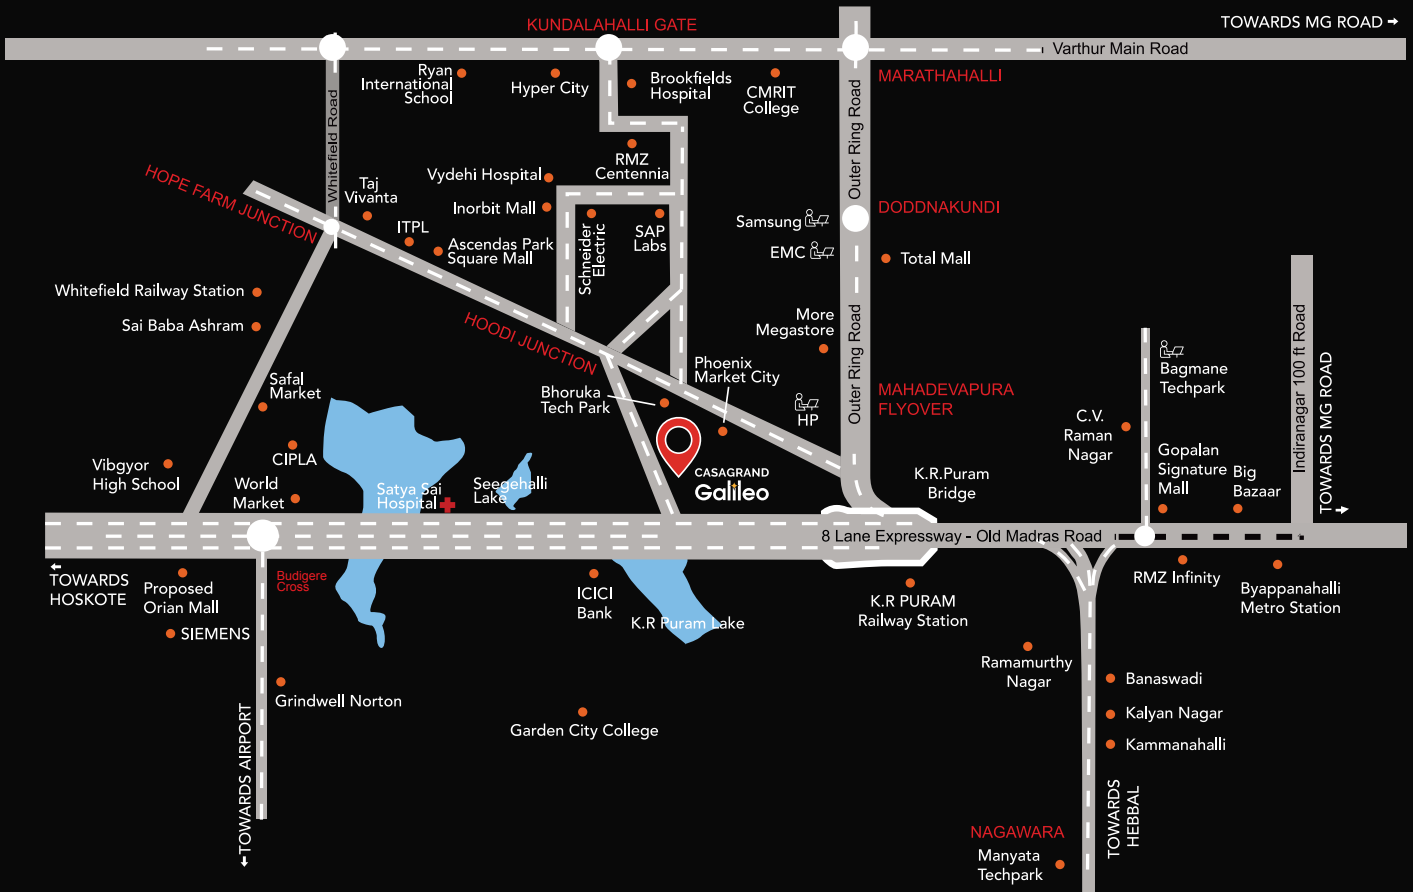 KUNDALAHALLI GATE
TOWARDS MG ROAD
Varthur Main Road
Ryan
International
School
Hyper City
Brookfields
Hospital
CMRIT
College
MARATHAHALLI
Whitefield Road
Outer Ring Road
RMZ
Centennia
HOPE FARM JUNCTION
Taj
Vivanta
Vydehi Hospital
Inorbit Mall
ITPL
Ascendas Park
Square Mall
Schneider
Electric
SAP
Labs
Samsung
DODDNAKUNDI
EMC
Total Mall
Whitefield Railway Station
Sai Baba Ashram
HOODI JUNCTION
More
Megastore
Outer Ring Road
Indiranagar 100 ft Road
TOWARDS MG ROAD
Bagmane
Techpark
Safal
Market
Phoenix
Market City
Bhoruka
Tech Park
MAHADEVAPURA
FLYOVER
HP
C.V.
Raman
Nagar
CIPLA
Vibgyor
High School
World
Market
Satya Sai
Hospital
Seegehalli
Lake
CASAGRAND
Galileo
K.R.Puram
Bridge
Gopalan
Signature
Mall
Big
Bazaar
8 Lane Expressway - Old Madras Road
TOWARDS
HOSKOTE
Proposed
Orian Mall
Budigere
Cross
SIEMENS
ICICI
Bank
K.R Puram Lake
K.R PURAM
Railway Station
RMZ Infinity
Byappanahalli
Metro Station
Ramamurthy
Nagar
Banaswadi
Kalyan Nagar
Kammanahalli
Grindwell Norton
Garden City College
TOWARDS AIRPORT
TOWARDS
HEBBAL
NAGAWARA
Manyata
Techpark